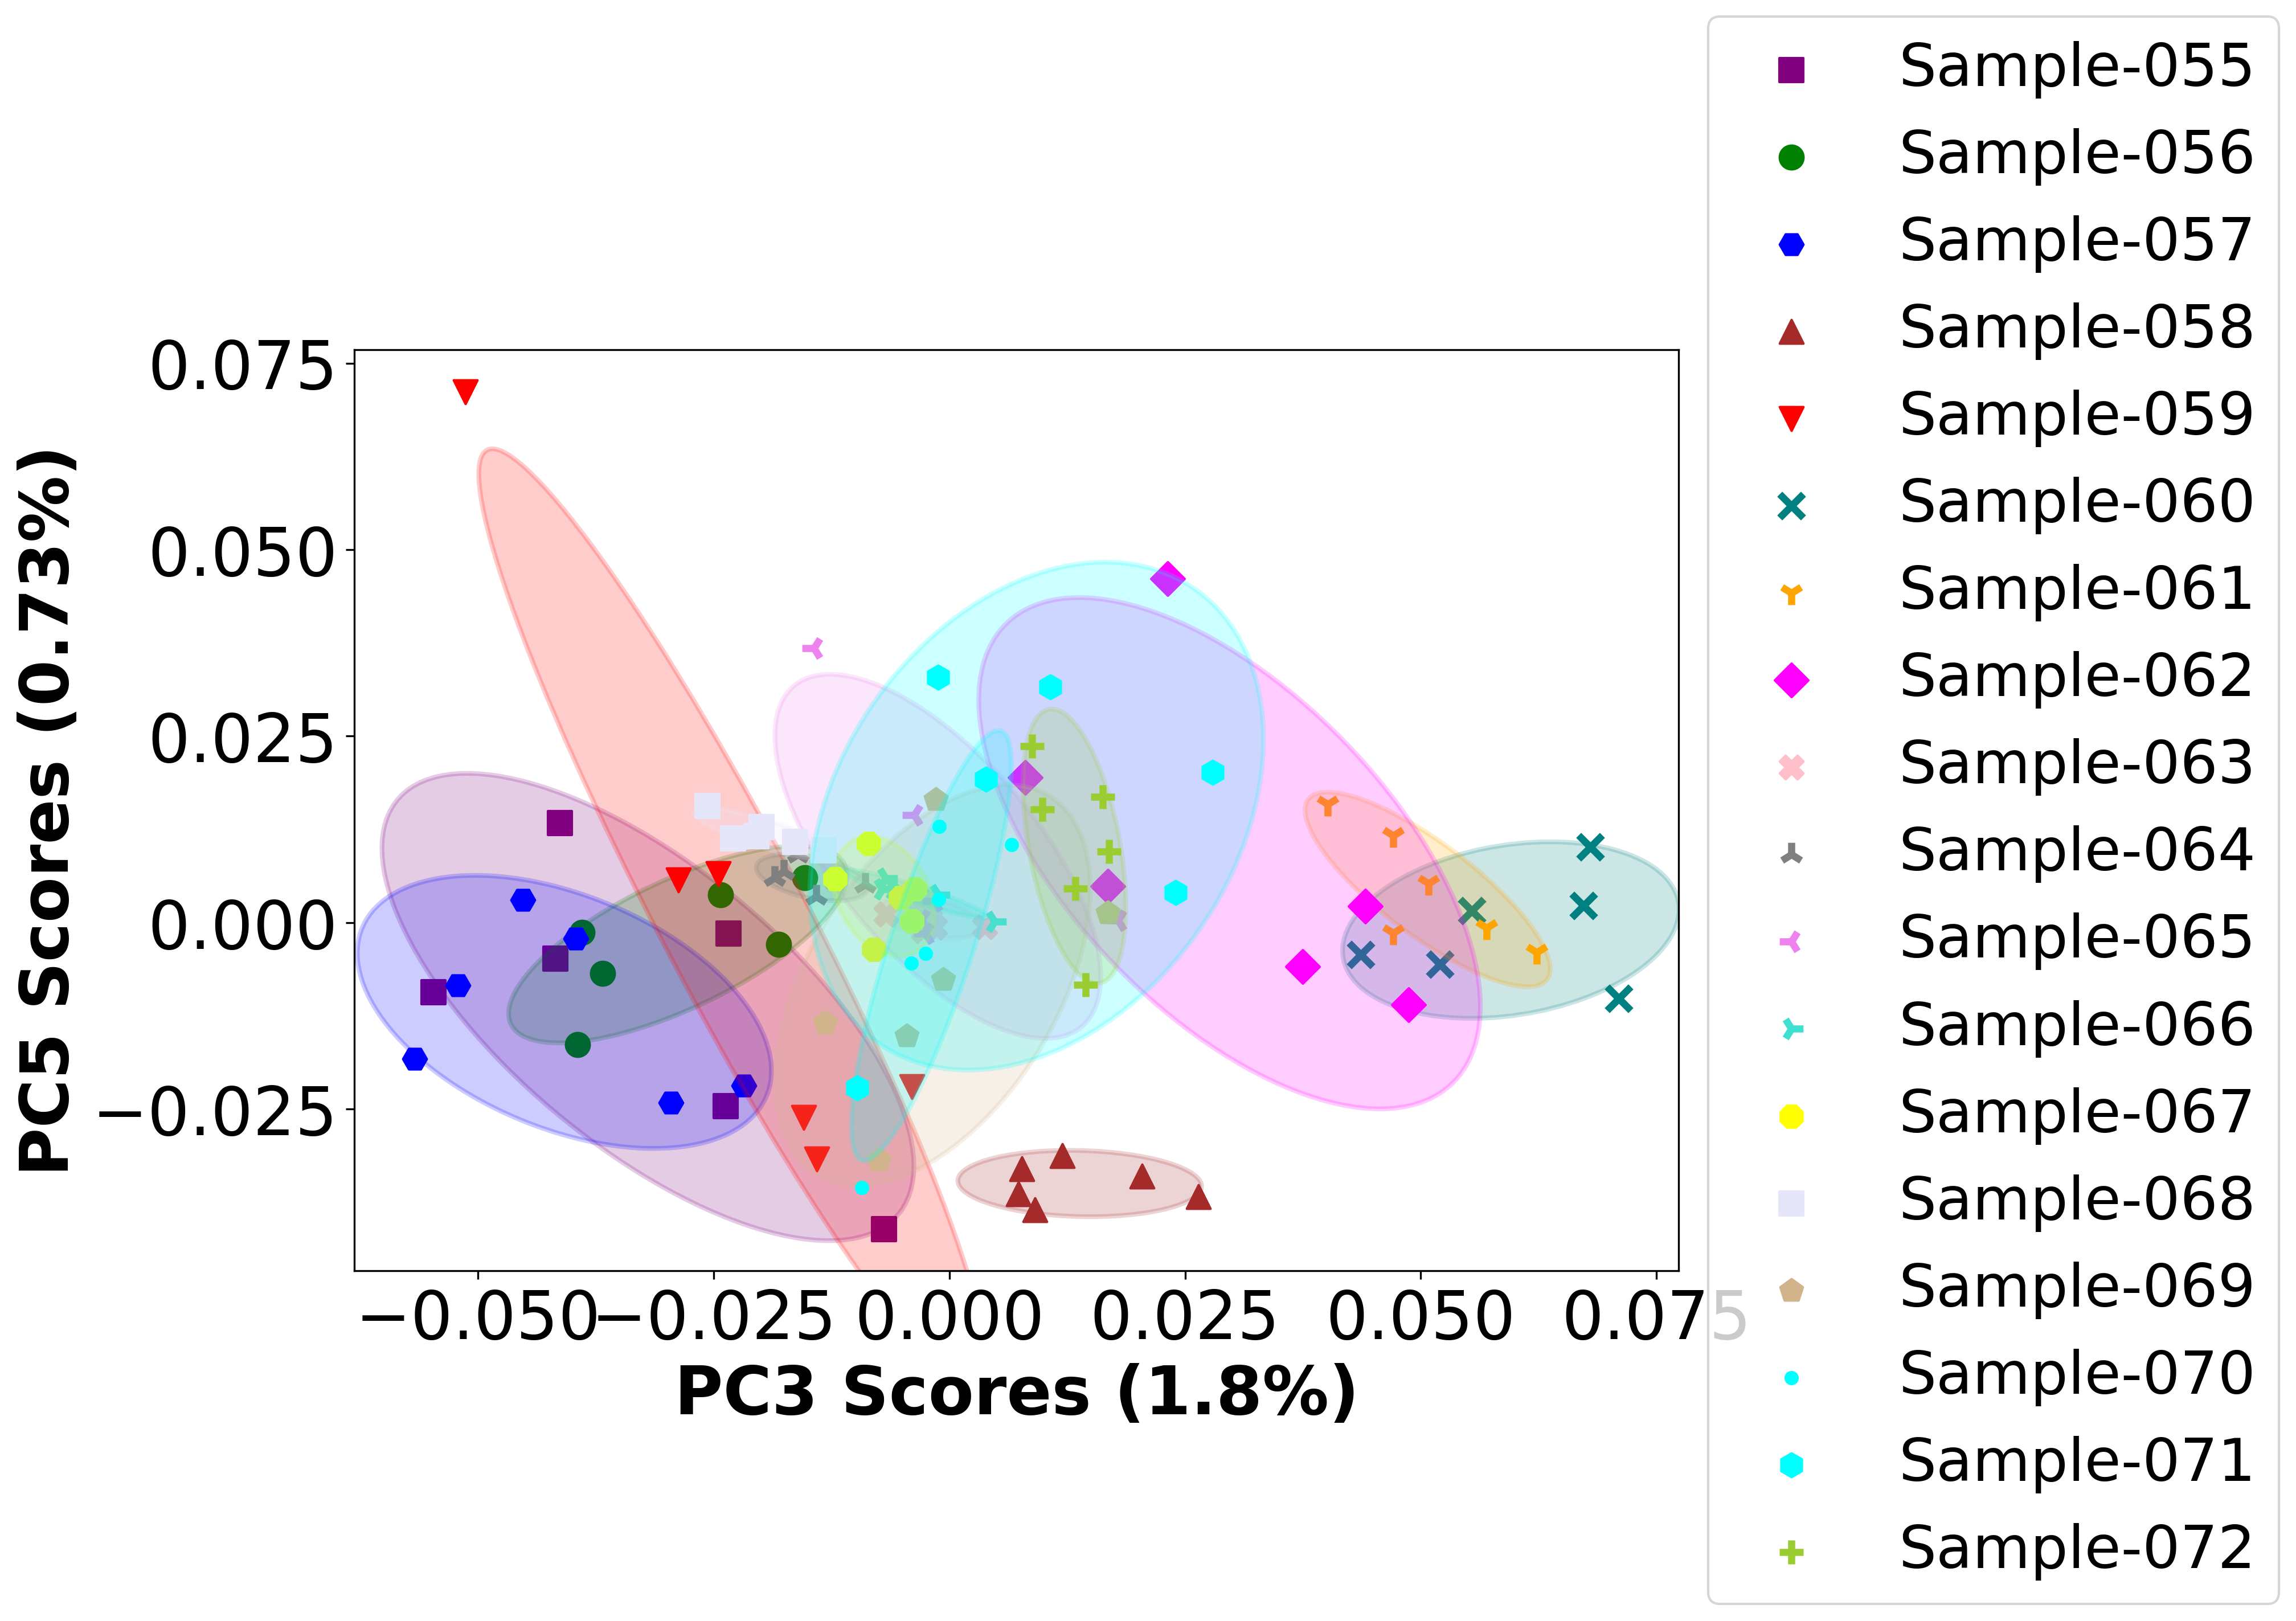 Sample-055
Sample-056
Sample-057
Sample-058
Sample-059
Sample-060
Sample-061
Sample-062
Sample-063
Sample-064
Sample-065
Sample-066
Sample-067
Sample-068
Sample-069
Sample-070
Sample-071
Sample-072
0.075
0.050
0.025
0.000
−0.025
PC5 Scores (0.73%)
−0.050 −0.025 0.000 0.025 0.050 0.075
PC3 Scores (1.8%)